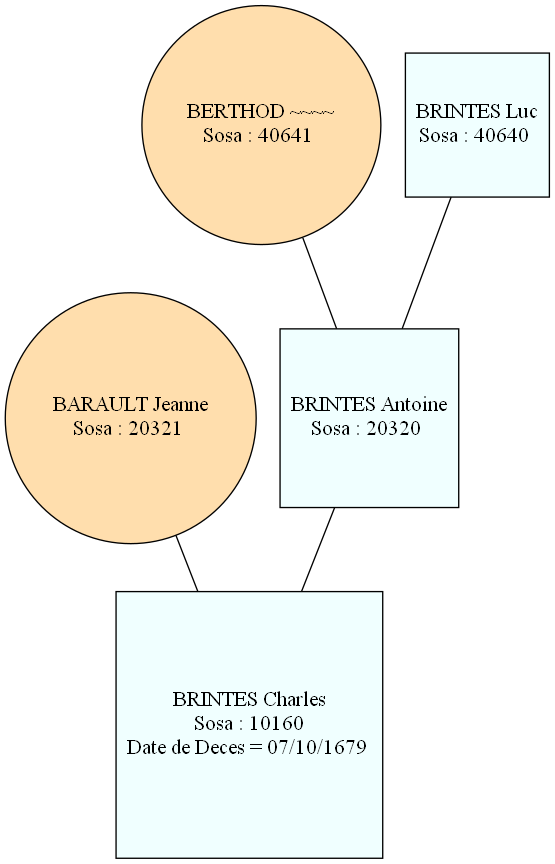 BERTHOD ~~~~
Sosa : 40641
BRINTES Luc
Sosa : 40640
BARAULT Jeanne
Sosa : 20321
BRINTES Antoine
Sosa : 20320
BRINTES Charles
Sosa : 10160
Date de Deces = 07/10/1679